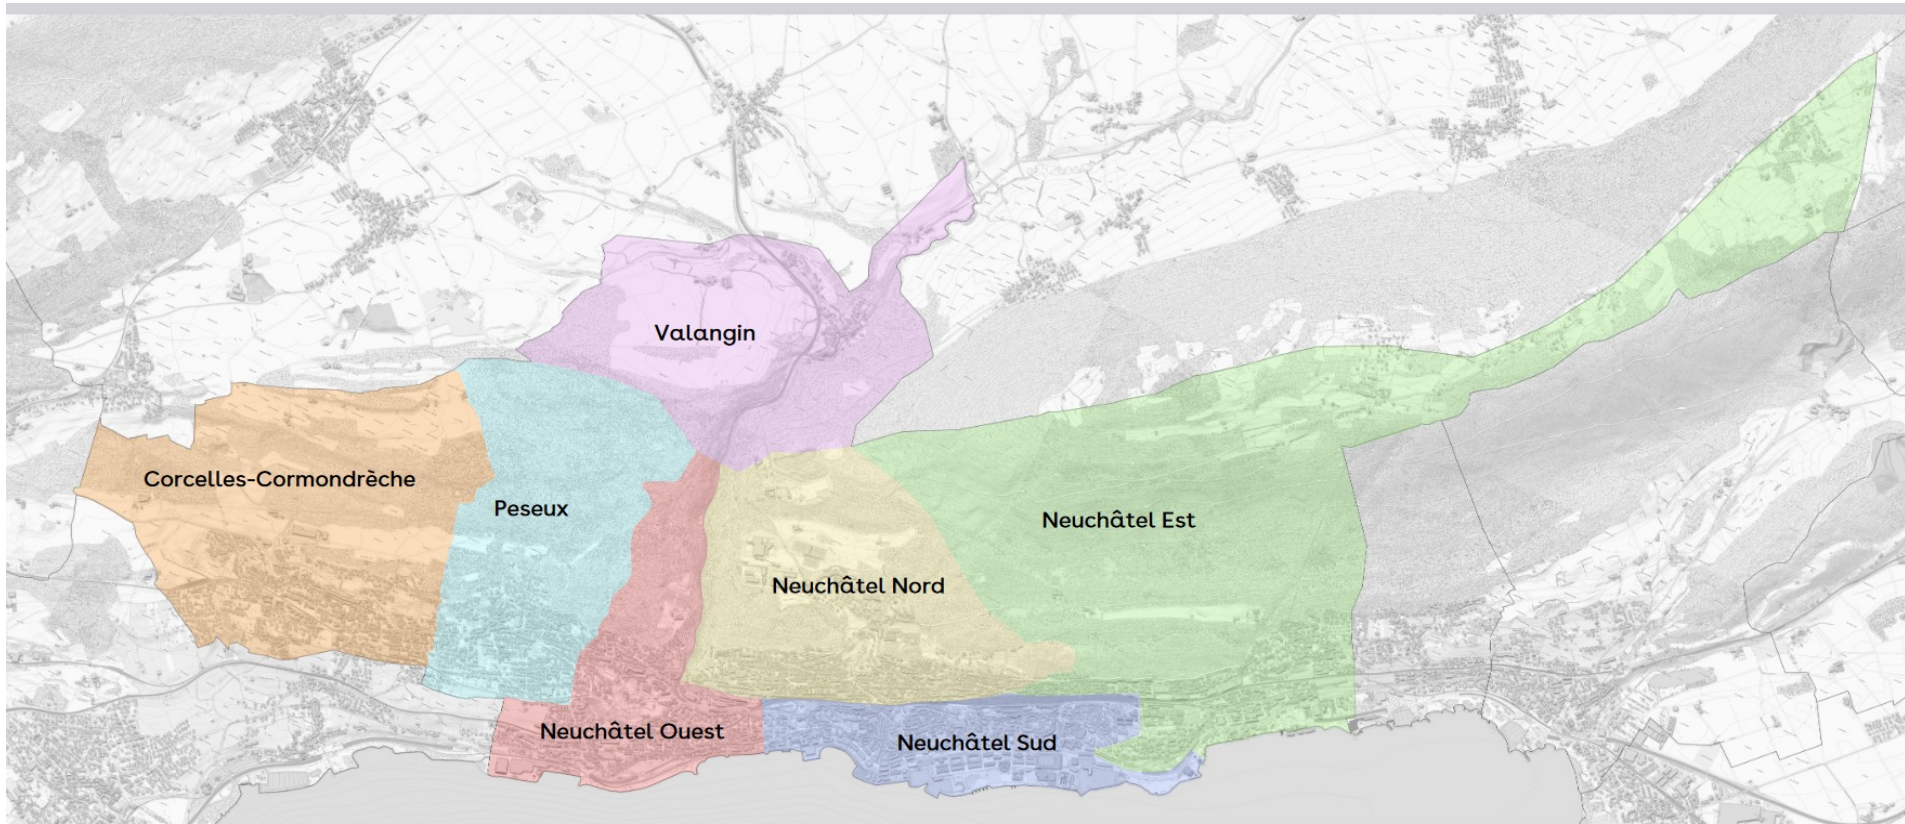 Valangin
Corcelles-Cormondrèche
Peseux
Neuchâtel Est
Neuchâtel Nord
Neuchâtel Ouest
Neuchâtel Sud